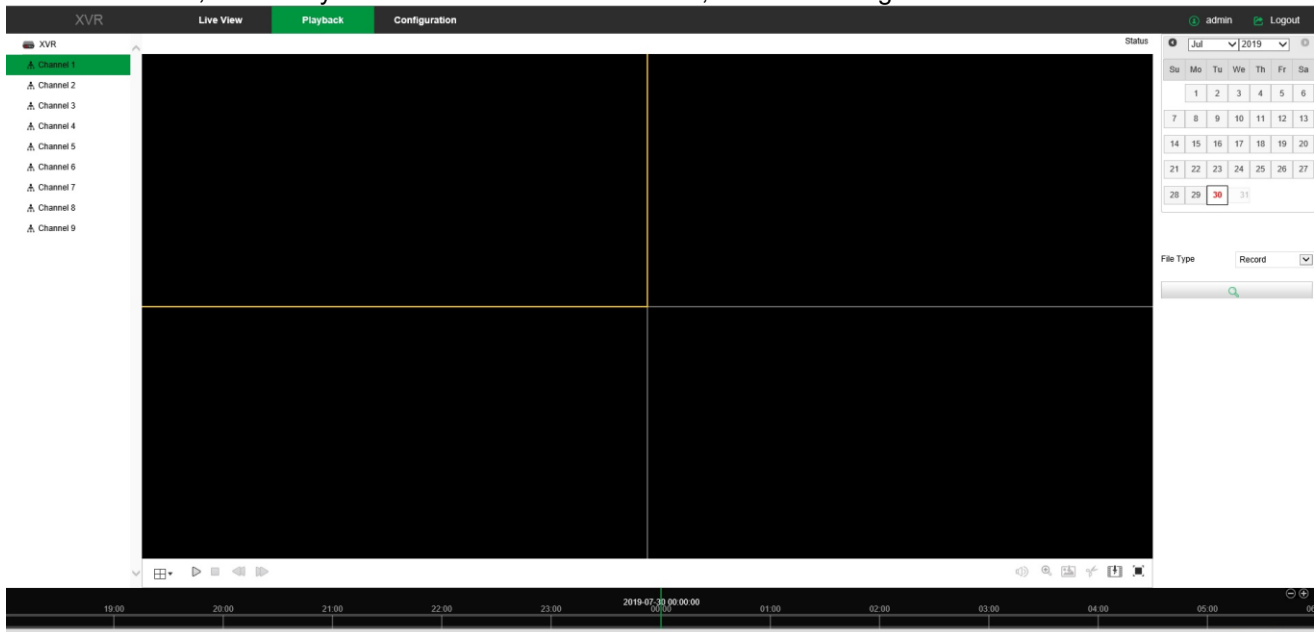 XVR Live View Playback Configuration admin Logout
XVR
Channel 1
Channel 2
Channel 3
Channel 4
Channel 5
Channel 6
Channel 7
Channel 8
Channel 9
Status
Jul 2019
Su Mo Tu We Th Fr Sa
1 2 3 4 5 6
7 8 9 10 11 12 13
14 15 16 17 18 19 20
21 22 23 24 25 26 27
28 29 30 31
File Type Record
2019-07-30 00:00:00
19:00 20:00 21:00 22:00 23:00 00:00 01:00 02:00 03:00 04:00 05:00 06